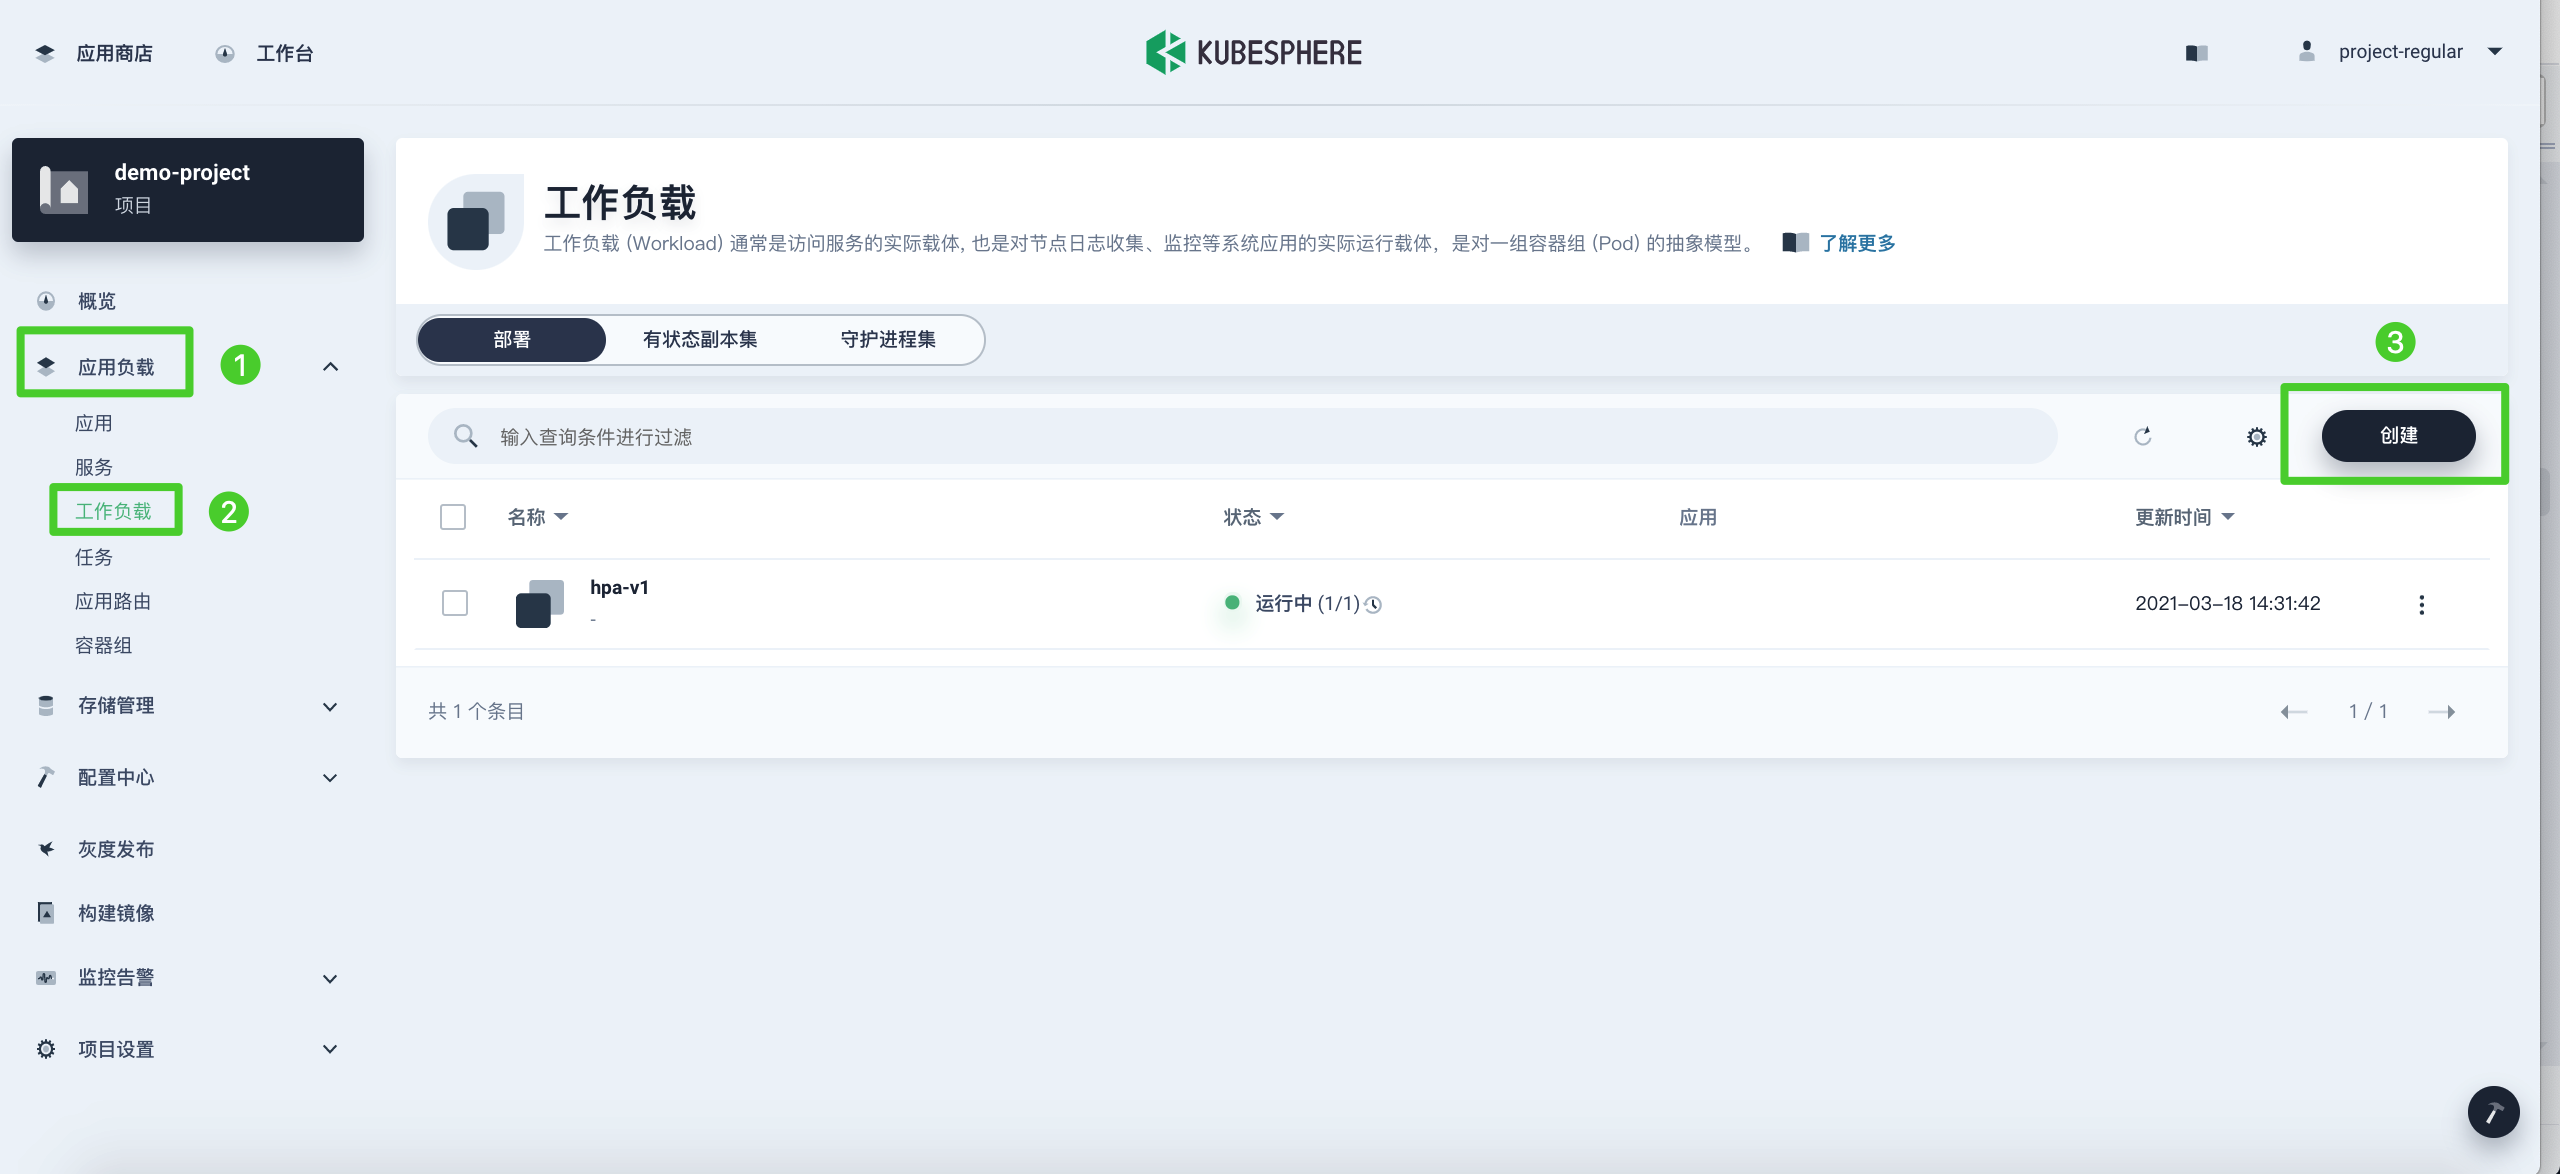 应用商店
工作台
KUBESPHERE
project-regular
demo-project
项目
概览
应用负载
1
应用
服务
工作负载
2
任务
应用路由
容器组
存储管理
配置中心
灰度发布
构建镜像
监控告警
项目设置
工作负载
工作负载 (Workload) 通常是访问服务的实际载体, 也是对节点日志收集、监控等系统应用的实际运行载体，是对一组容器组 (Pod) 的抽象模型。 了解更多
部署 有状态副本集 守护进程集
3
输入查询条件进行过滤
创建
名称 状态 应用 更新时间
hpa-v1
-
运行中 (1/1)
2021-03-18 14:31:42
共 1 个条目
1 / 1